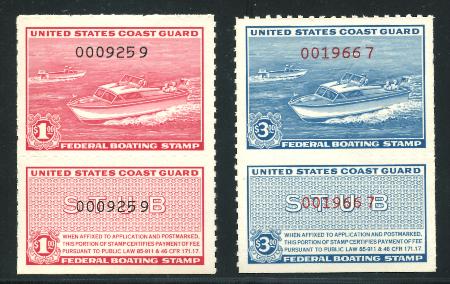 UNITED STATES COAST GUARD
0009259
$1.00
FEDERAL BOATING STAMP
UNITED STATES COAST GUARD
STUB
0009259
WHEN AFFIXED TO APPLICATION AND POSTMARKED,
THIS PORTION OF STAMP CERTIFIES PAYMENT OF FEE
$1.00
PURSUANT TO PUBLIC LAW 85-911 & 46 CFR 171.17
FEDERAL BOATING STAMP
UNITED STATES COAST GUARD
0019667
$3.00
FEDERAL BOATING STAMP
UNITED STATES COAST GUARD
STUB
0019667
WHEN AFFIXED TO APPLICATION AND POSTMARKED,
THIS PORTION OF STAMP CERTIFIES PAYMENT OF FEE
$3.00
PURSUANT TO PUBLIC LAW 85-911 & 46 CFR 171.17
FEDERAL BOATING STAMP